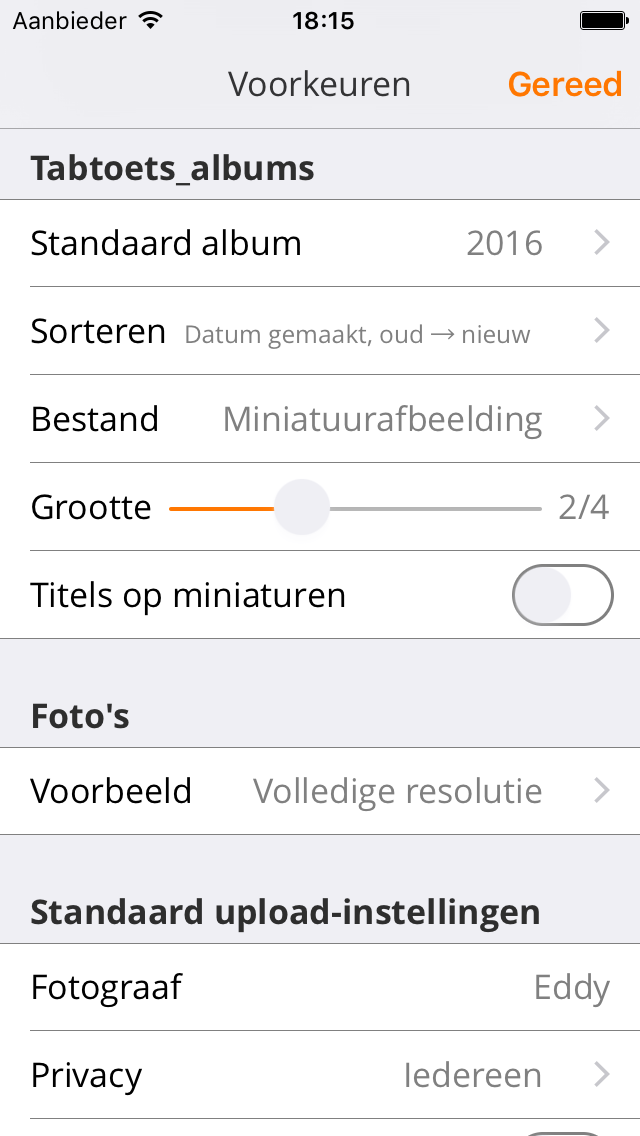 Aanbieder 18:15
Voorkeuren Gereed
Tabtoets_albums
Standaard album 2016
Sorteren Datum gemaakt, oud → nieuw
Bestand Miniatuurafbeelding
Grootte 2/4
Titels op miniaturen
Foto's
Voorbeeld Volledige resolutie
Standaard upload-instellingen
Fotograaf Eddy
Privacy Iedereen